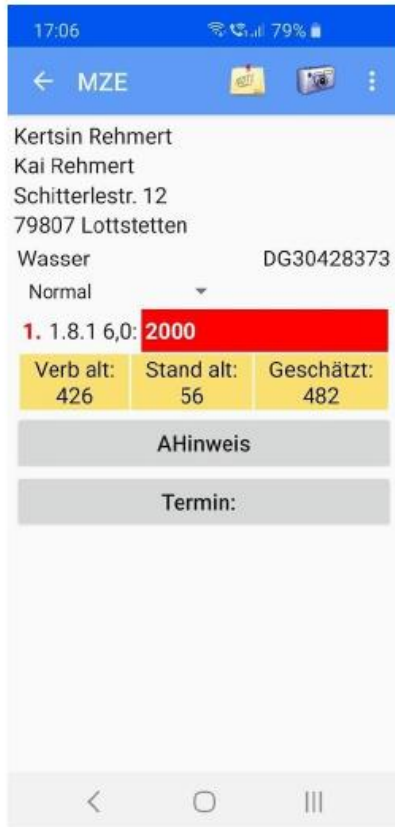 17:06 79%
MZE
Kertsin Rehmert
Kai Rehmert
Schitterlestr. 12
79807 Lottstetten
Wasser DG30428373
Normal
1. 1.8.1 6,0: 2000
Verb alt: Stand alt: Geschätzt:
426 56 482
AHinweis
Termin: